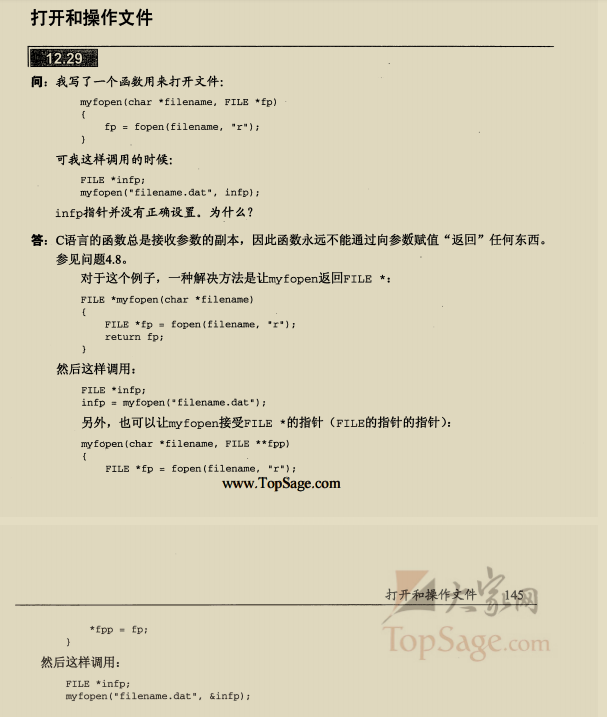 打开和操作文件
12.29
问：我写了一个函数用来打开文件：
myfopen(char *filename, FILE *fp)
{
fp = fopen(filename, "r");
}
可我这样调用的时候：
FILE *infp;
myfopen("filename.dat", infp);
infp指针并没有正确设置。为什么？
答：C语言的函数总是接收参数的副本，因此函数永远不能通过向参数赋值“返回”任何东西。
参见问题4.8。
对于这个例子，一种解决方法是让myfopen返回FILE *：
FILE *myfopen(char *filename)
{
FILE *fp = fopen(filename, "r");
return fp;
}
然后这样调用：
FILE *infp;
infp = myfopen("filename.dat");
另外，也可以让myfopen接受FILE *的指针（FILE的指针的指针）：
myfopen(char *filename, FILE **fpp)
{
FILE *fp = fopen(filename, "r");
www.TopSage.com
打开和操作文件 145
大家网
TopSage.com
*fpp = fp;
}
然后这样调用：
FILE *infp;
myfopen("filename.dat", &infp);